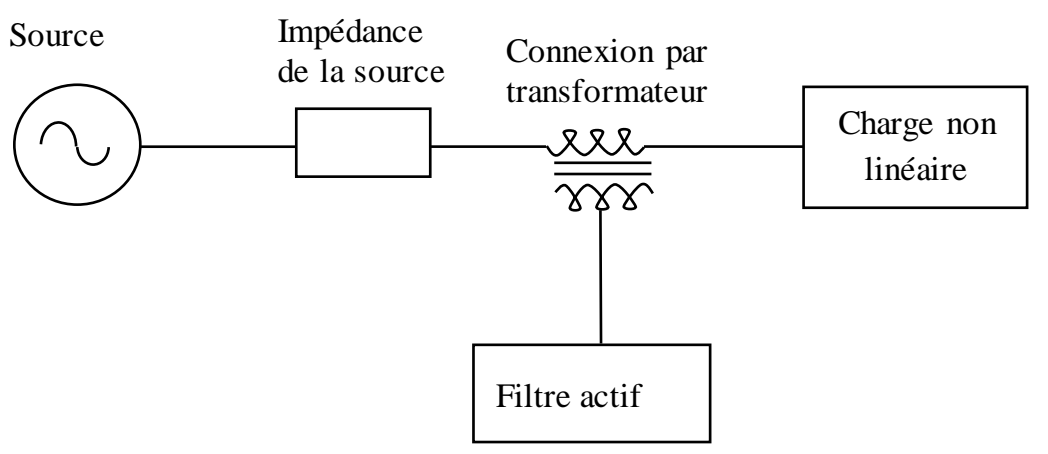 Source
Impédance
de la source
Connexion par
transformateur
Charge non
linéaire
Filtre actif